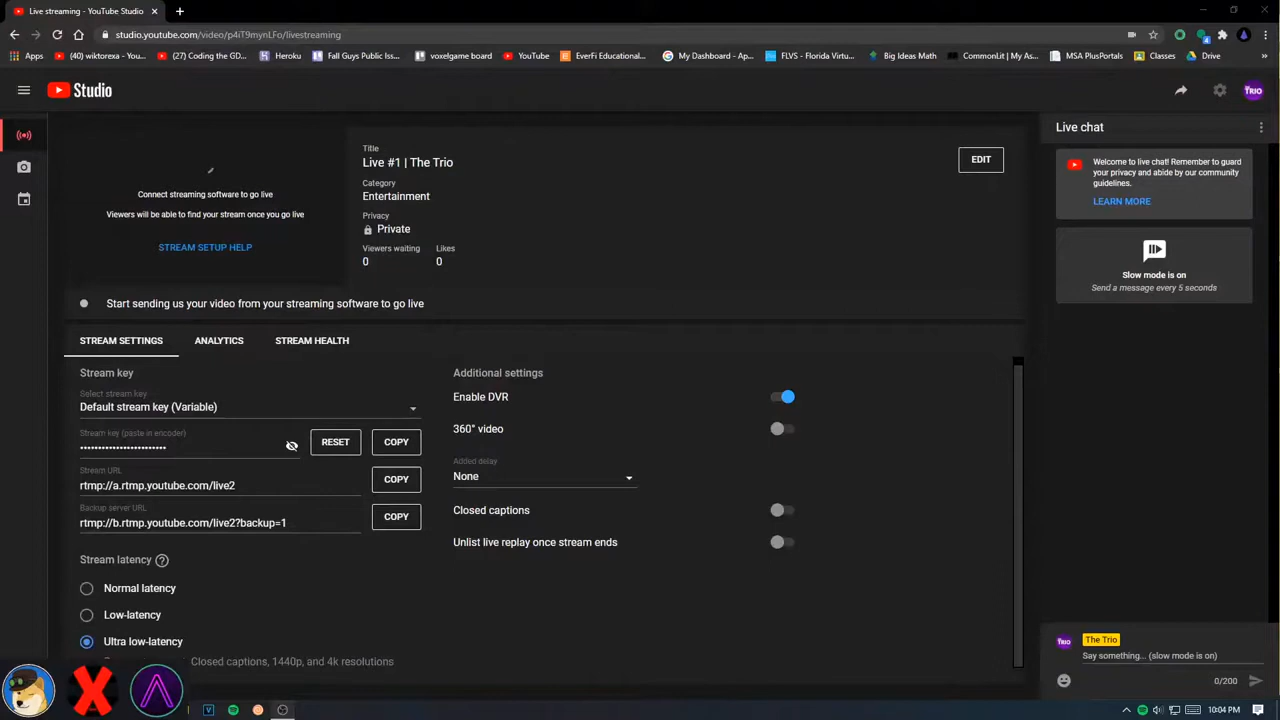 Live streaming - YouTube Studio
studio.youtube.com/video/p4iT9mynLFo/livestreaming
Apps (40) wiktorexa - You... (27) Coding the GD... Heroku Fall Guys Public Iss... voxelgame board YouTube EverFi Educational... My Dashboard - Ap... FLVS - Florida Virtu... Big Ideas Math CommonLit | My As... MSA PlusPortals Classes Drive
Studio
TRIO
Connect streaming software to go live
Viewers will be able to find your stream once you go live
STREAM SETUP HELP
Title
Live #1 | The Trio
Category
Entertainment
Privacy
Private
Viewers waiting Likes
0 0
EDIT
Start sending us your video from your streaming software to go live
STREAM SETTINGS ANALYTICS STREAM HEALTH
Stream key
Select stream key
Default stream key (Variable)
Stream key (paste in encoder)
•••••••••••••••••••••••• RESET COPY
Stream URL
rtmp://a.rtmp.youtube.com/live2 COPY
Backup server URL
rtmp://b.rtmp.youtube.com/live2?backup=1 COPY
Stream latency ?
Normal latency
Low-latency
Ultra low-latency
Closed captions, 1440p, and 4k resolutions
Additional settings
Enable DVR
360° video
Added delay
None
Closed captions
Unlist live replay once stream ends
Live chat
Welcome to live chat! Remember to guard
your privacy and abide by our community
guidelines.
LEARN MORE
Slow mode is on
Send a message every 5 seconds
TRIO The Trio
Say something... (slow mode is on)
0/200
10:04 PM